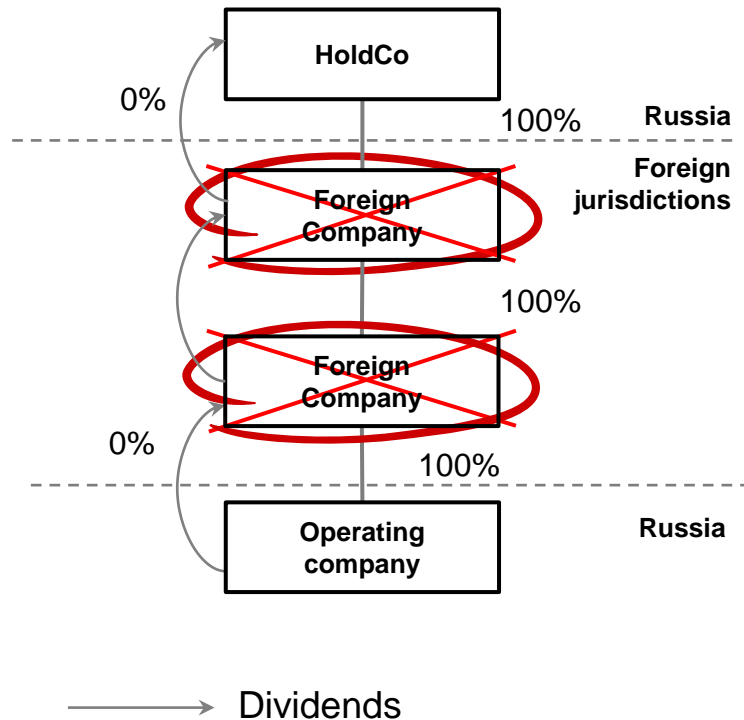 HoldCo
0%
100%
Russia
Foreign
jurisdictions
Foreign
Company
100%
Foreign
Company
0%
100%
Operating
company
Russia
Dividends